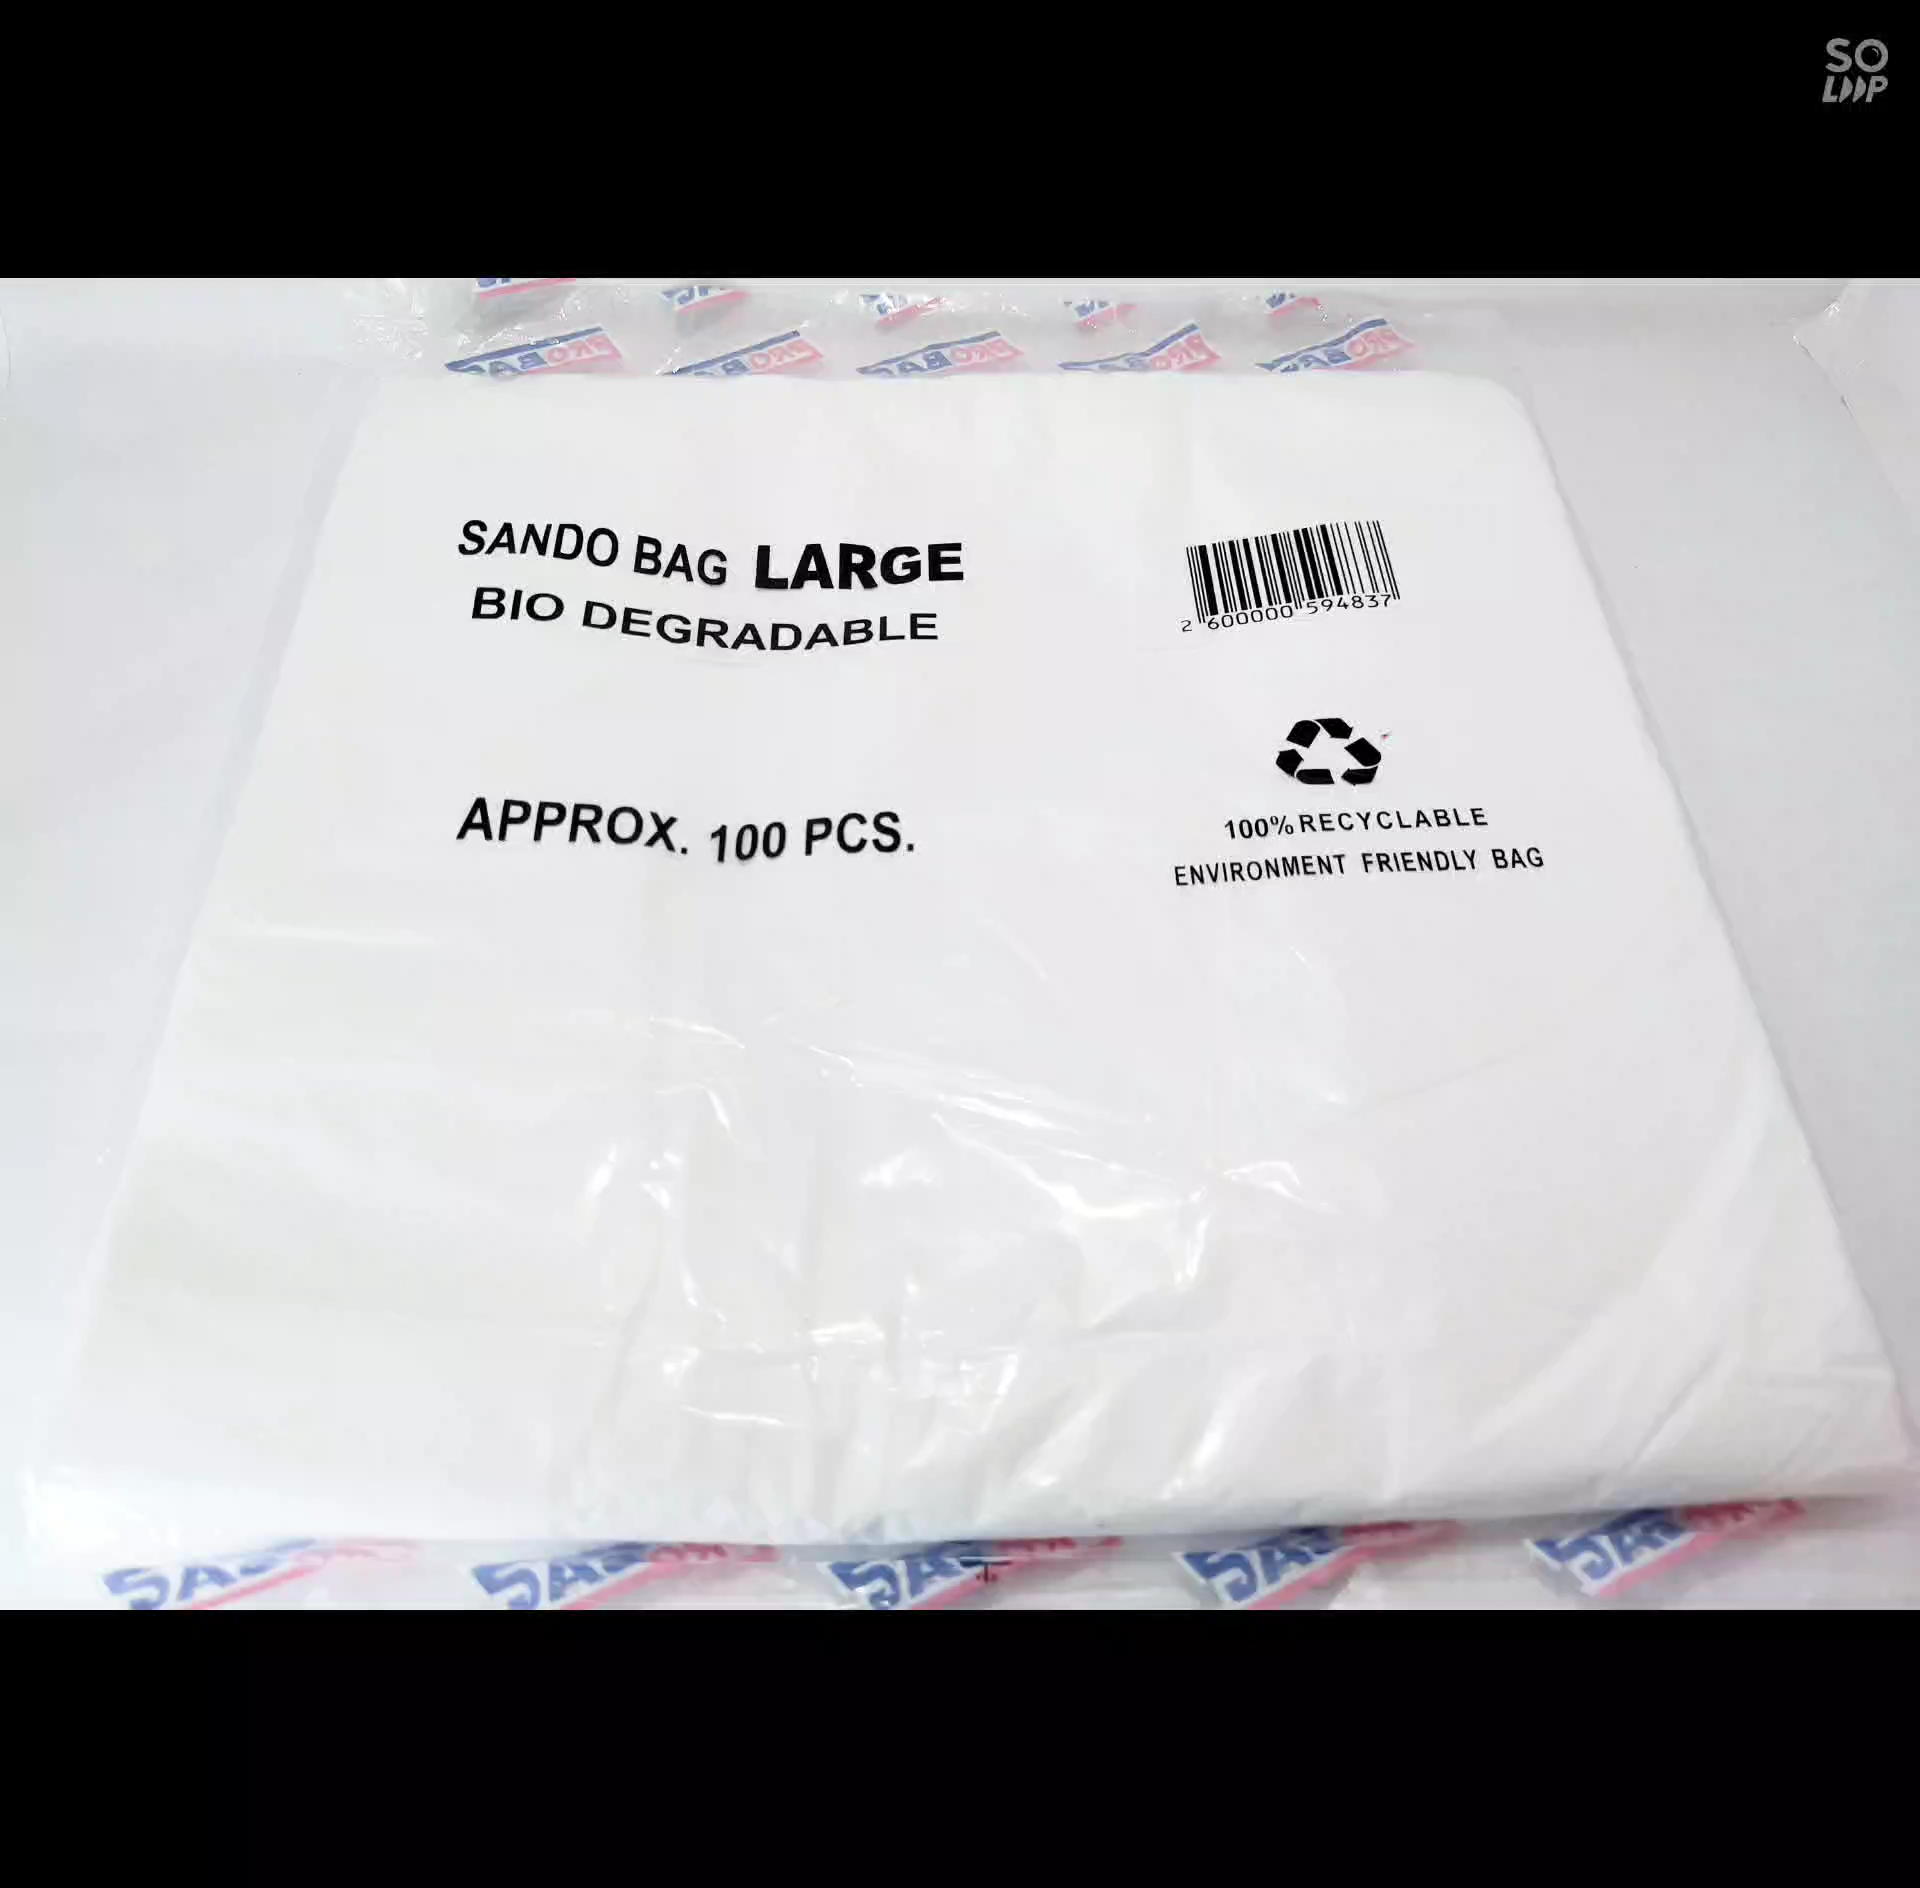 SO
LOOP
SANDO BAG LARGE
BIO DEGRADABLE
2 600000 594837
APPROX. 100 PCS.
100% RECYCLABLE
ENVIRONMENT FRIENDLY BAG